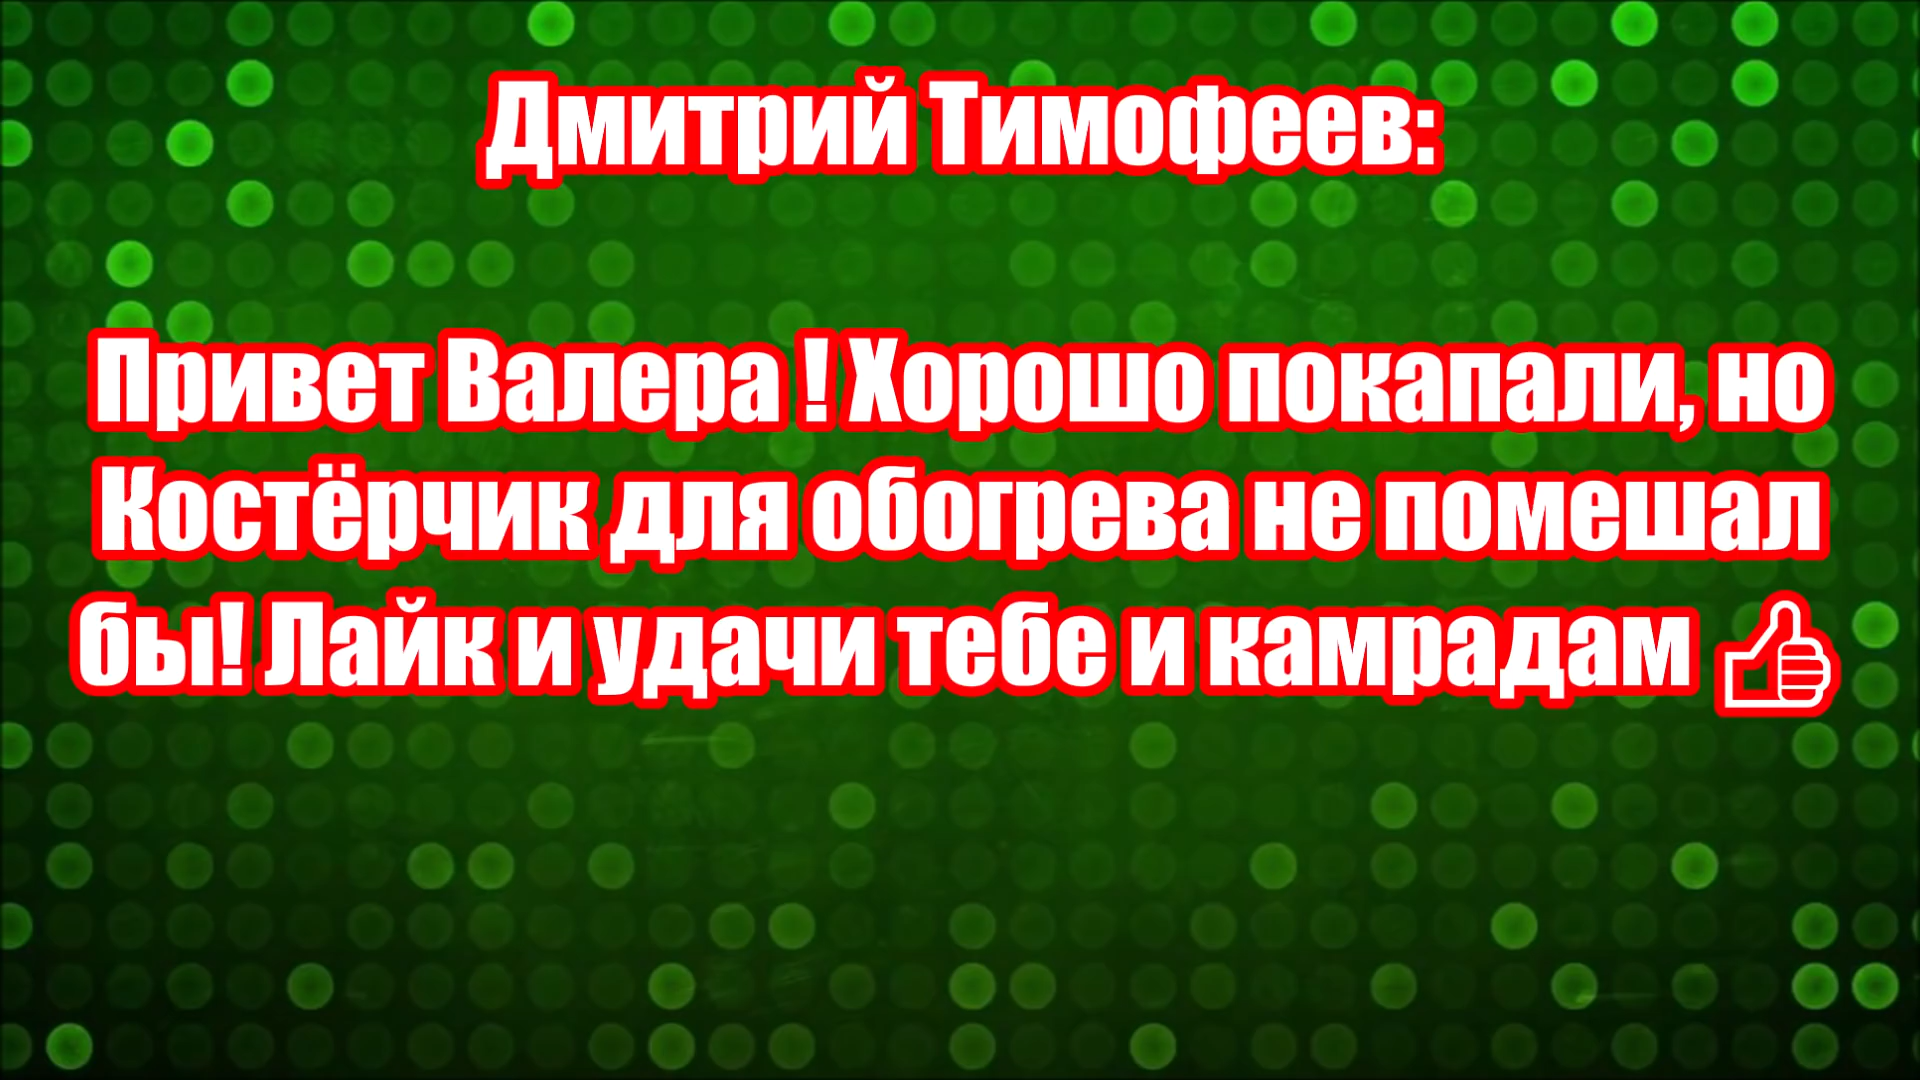 Дмитрий Тимофеев:
Привет Валера ! Хорошо покапали, но
Костёрчик для обогрева не помешал
бы! Лайк и удачи тебе и камрадам 👍